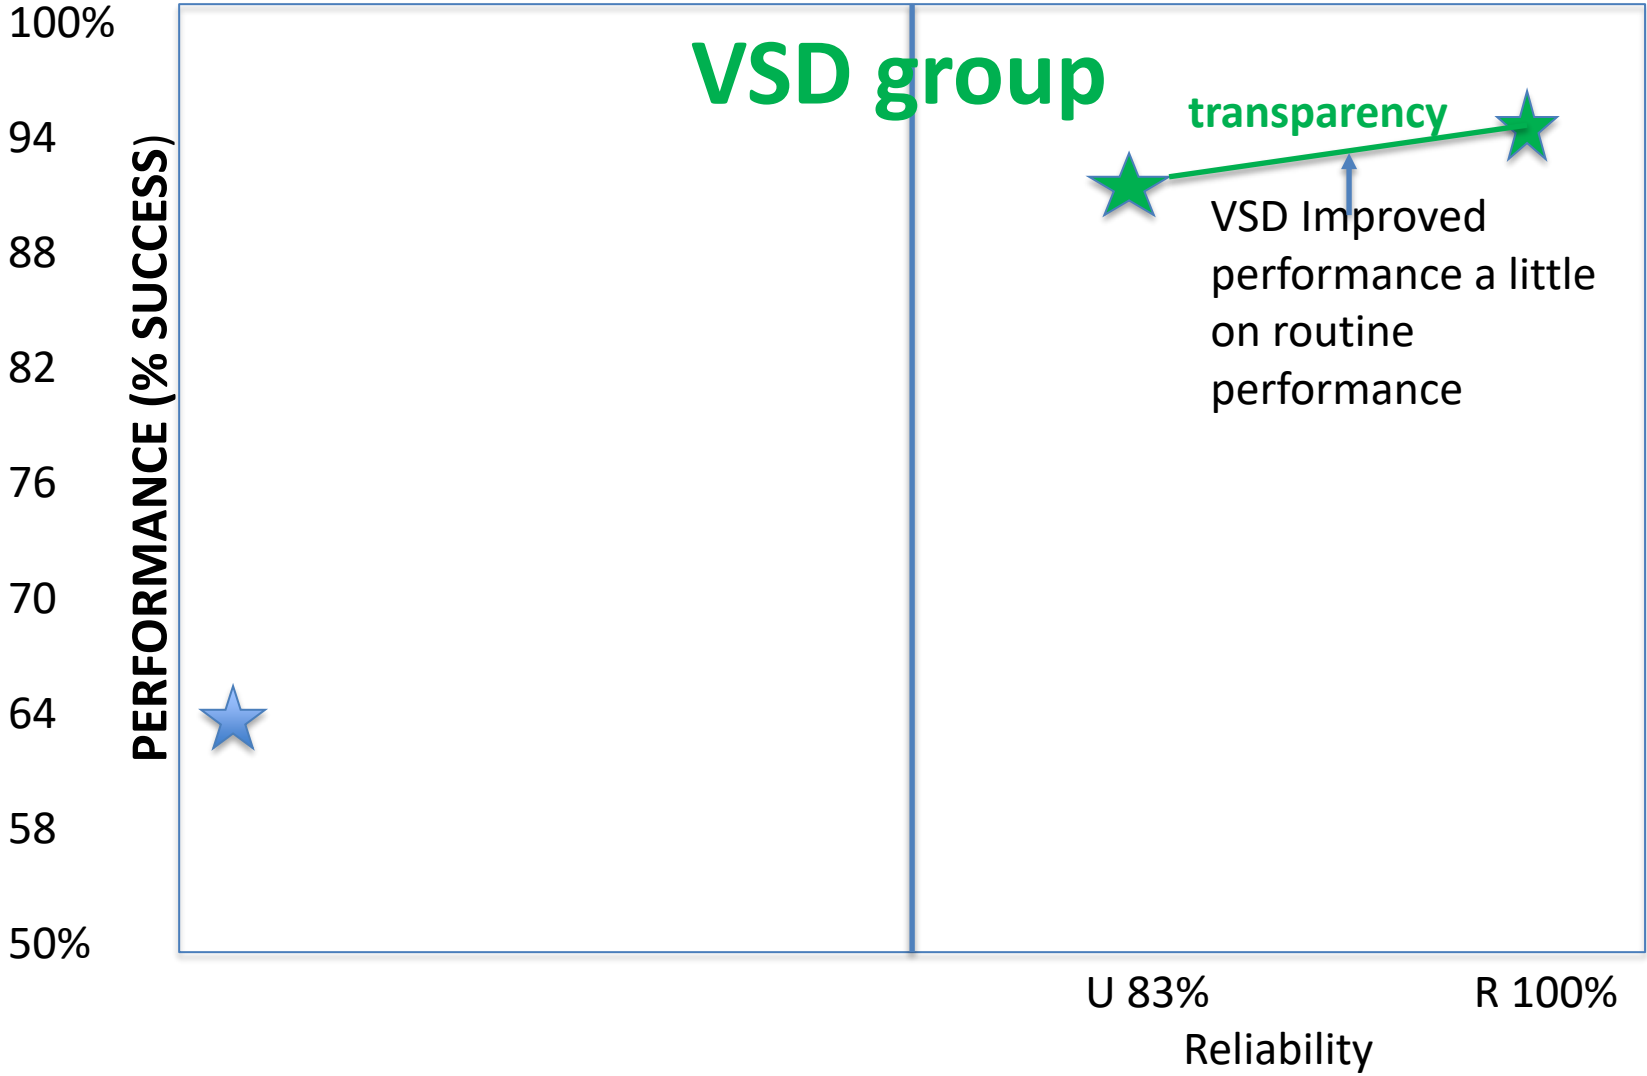 100%
94
88
82
76
70
64
58
50%
PERFORMANCE (% SUCCESS)
VSD group
transparency
VSD Improved
performance a little
on routine
performance
U 83%
R 100%
Reliability